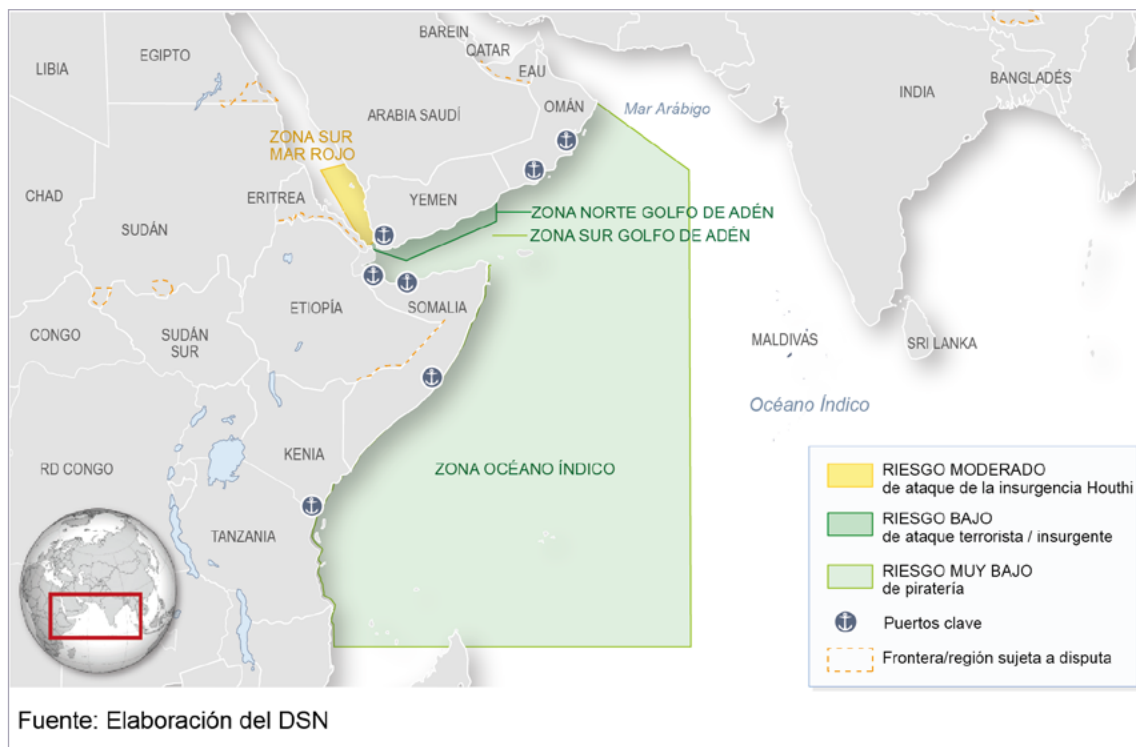 BAREIN
QATAR
EAU
EGIPTO
LIBIA
BANGLADÉS
INDIA
OMÁN
Mar Arábigo
ARABIA SAUDÍ
ZONA SUR
MAR ROJO
CHAD
ERITREA
YEMEN
ZONA NORTE GOLFO DE ADÉN
SUDÁN
ZONA SUR GOLFO DE ADÉN
ETIOPÍA
SOMALIA
CONGO
SUDÁN
SUR
MALDIVAS
SRI LANKA
Océano Índico
KENIA
RD CONGO
ZONA OCÉANO ÍNDICO
TANZANIA
RIESGO MODERADO
de ataque de la insurgencia Houthi
RIESGO BAJO
de ataque terrorista / insurgente
RIESGO MUY BAJO
de piratería
Puertos clave
Frontera/región sujeta a disputa
Fuente: Elaboración del DSN